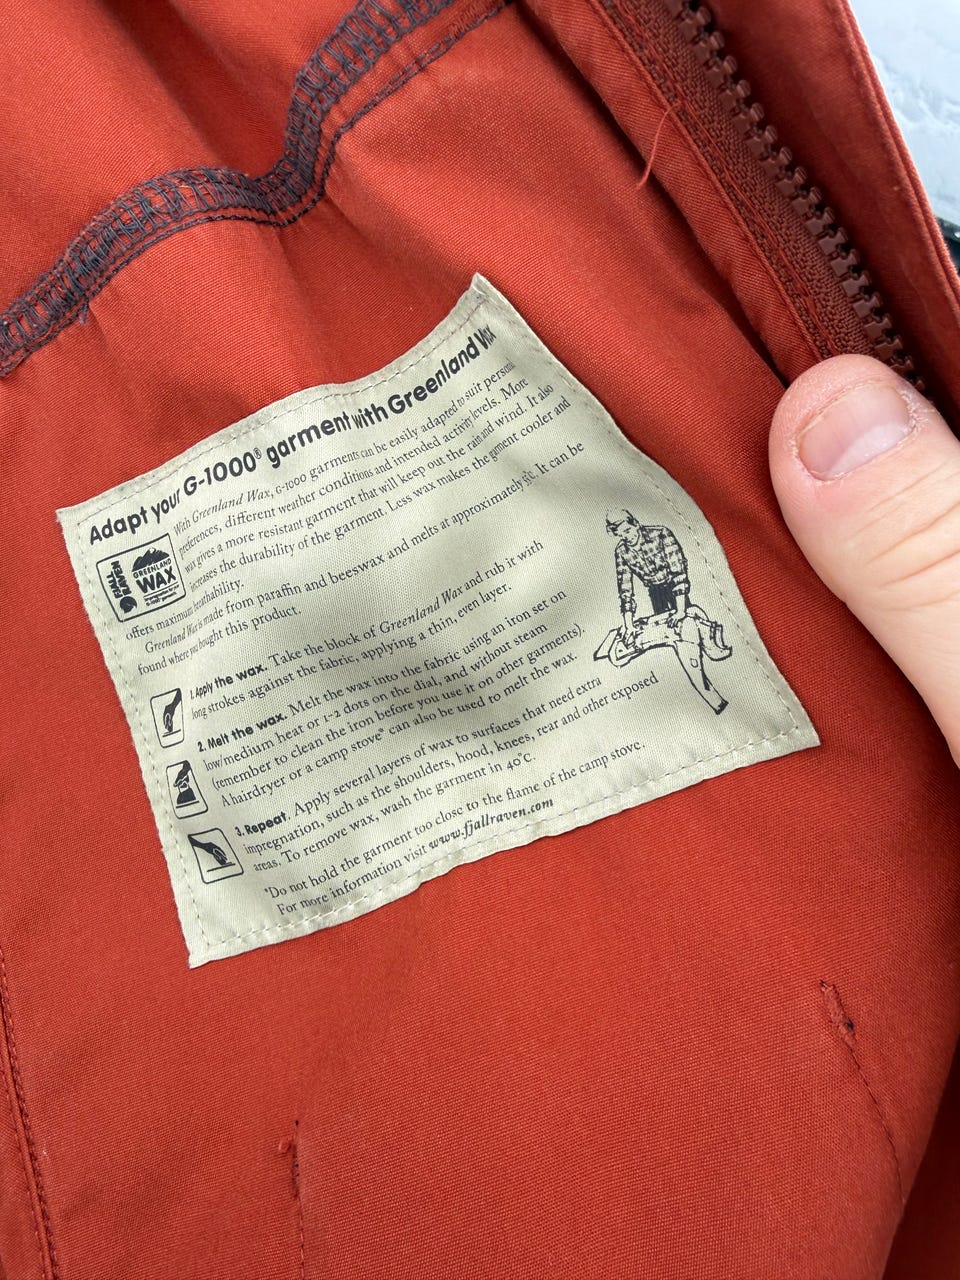 Adapt your G-1000® garment with Greenland Wax
With Greenland Wax, G-1000 garments can be easily adapted to suit personal
preferences, different weather conditions and intended activity levels. More
wax gives a more resistant garment that will keep out the rain and wind. It also
increases the durability of the garment. Less wax makes the garment cooler and
offers maximum breathability.
Greenland Wax is made from paraffin and beeswax and melts at approximately It can be
found where you bought this product.
FJÄLL
RÄVEN
GREENLAND
WAX
1. Apply the wax. Take the block of Greenland Wax and rub it with
long strokes against the fabric, applying a thin, even layer.
2. Melt the wax. Melt the wax into the fabric using an iron set on
low/medium heat or 1-2 dots on the dial, and without steam
(remember to clean the iron before you use it on other garments).
A hairdryer or a camp stove* can also be used to melt the wax.
3. Repeat. Apply several layers of wax to surfaces that need extra
impregnation, such as the shoulders, hood, knees, rear and other exposed
areas. To remove wax, wash the garment in 40°C.
*Do not hold the garment too close to the flame of the camp stove.
For more information visit www.fjallraven.com